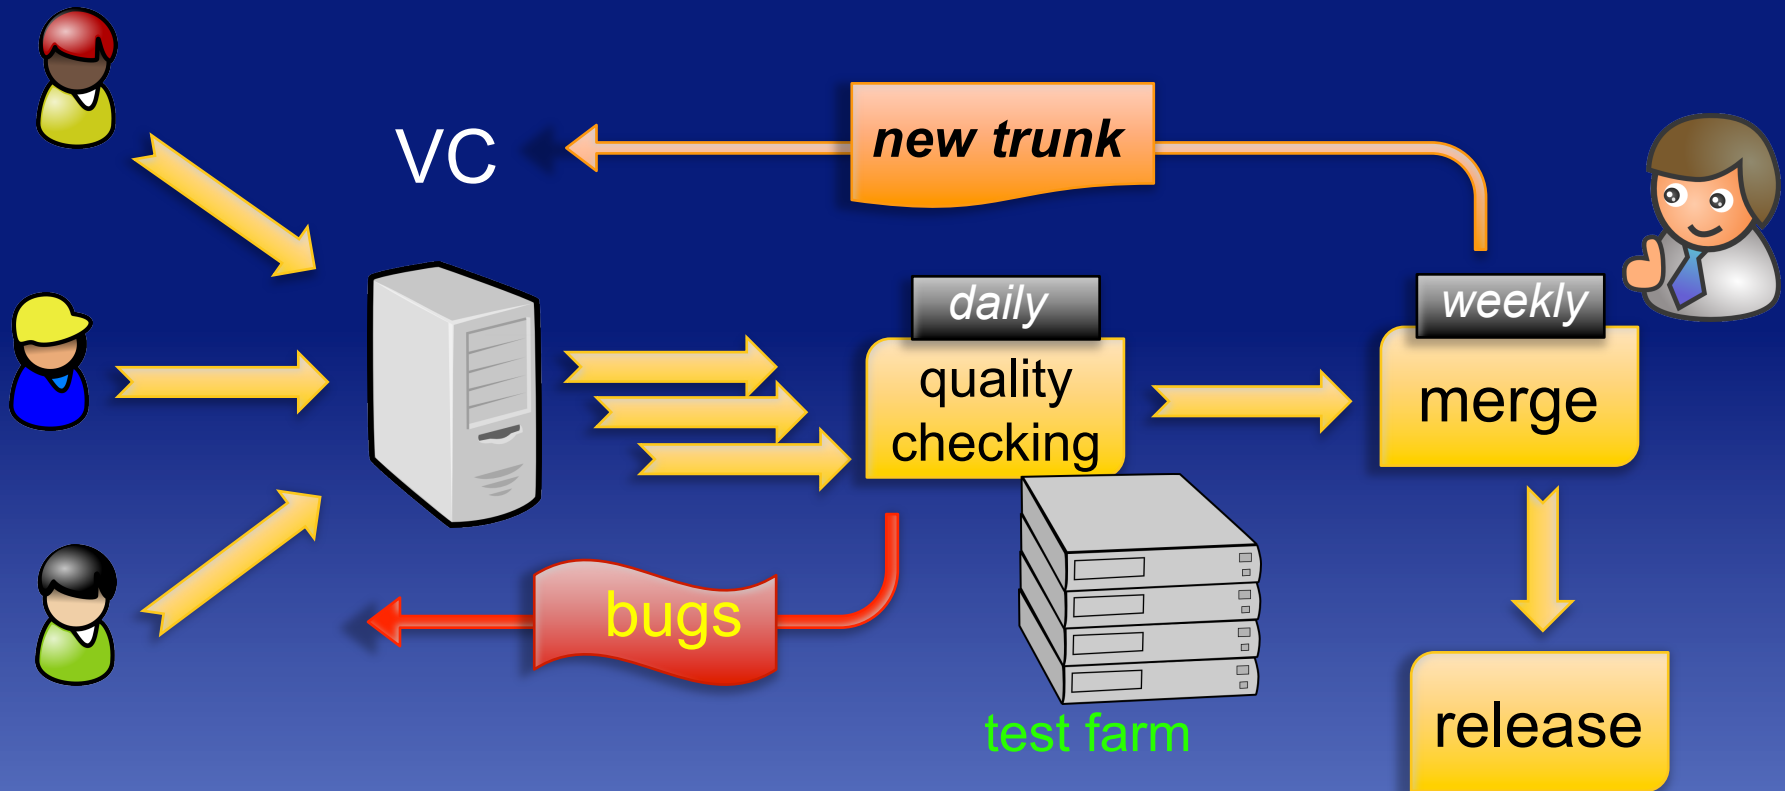 VC
new trunk
daily
quality
checking
weekly
merge
bugs
test farm
release